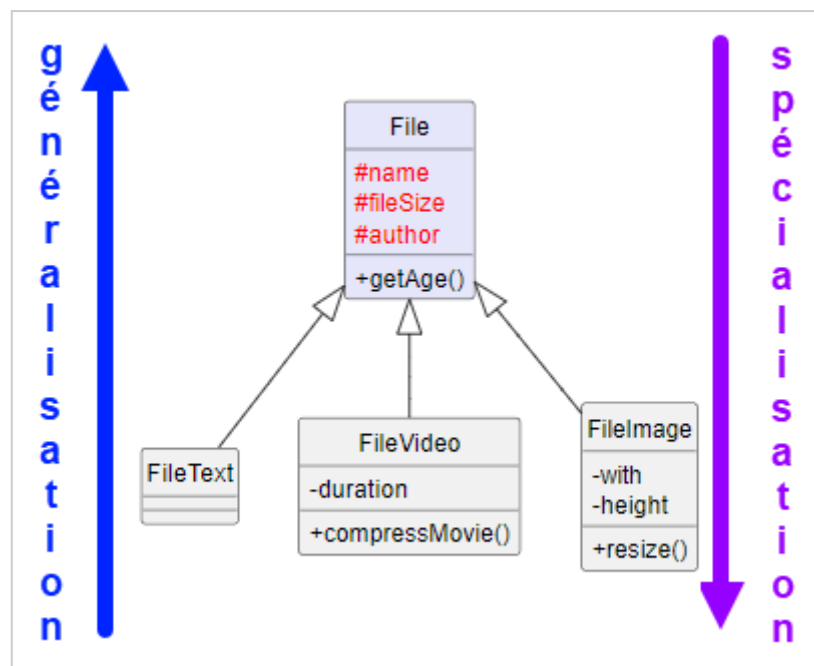 généralisation
File
#name
#fileSize
#author
+getAge()
FileText
FileVideo
-duration
+compressMovie()
FileImage
-with
-height
+resize()
spécialisation